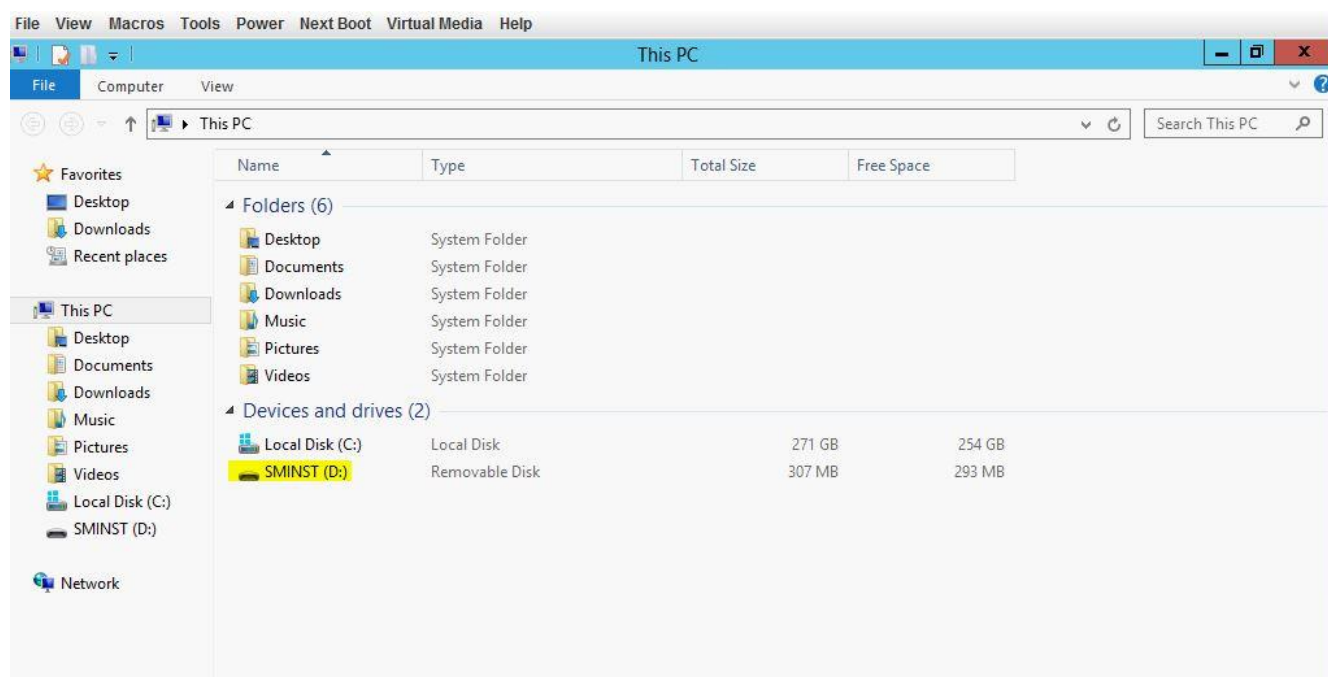 File View Macros Tools Power Next Boot Virtual Media Help
This PC
File Computer View
This PC Search This PC
Name Type Total Size Free Space
Favorites
Desktop
Downloads
Recent places
This PC
Desktop
Documents
Downloads
Music
Pictures
Videos
Local Disk (C:)
SMINST (D:)
Network
Folders (6)
Desktop System Folder
Documents System Folder
Downloads System Folder
Music System Folder
Pictures System Folder
Videos System Folder
Devices and drives (2)
Local Disk (C:) Local Disk 271 GB 254 GB
SMINST (D:) Removable Disk 307 MB 293 MB